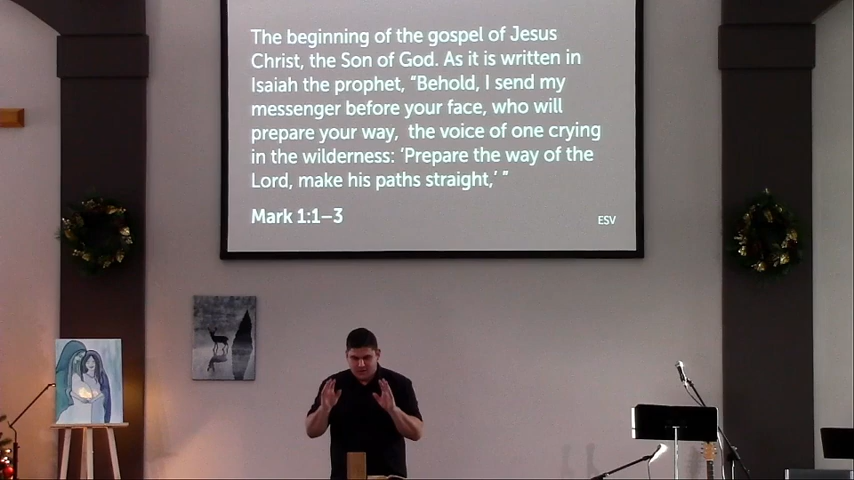 The beginning of the gospel of Jesus
Christ, the Son of God. As it is written in
Isaiah the prophet, “Behold, I send my
messenger before your face, who will
prepare your way,  the voice of one crying
in the wilderness: ‘Prepare the way of the
Lord, make his paths straight,’ ”
Mark 1:1–3
ESV